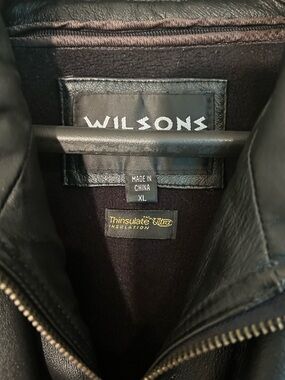 WILSONS
MADE IN
CHINA
XL
Thinsulate Ultra
INSULATION